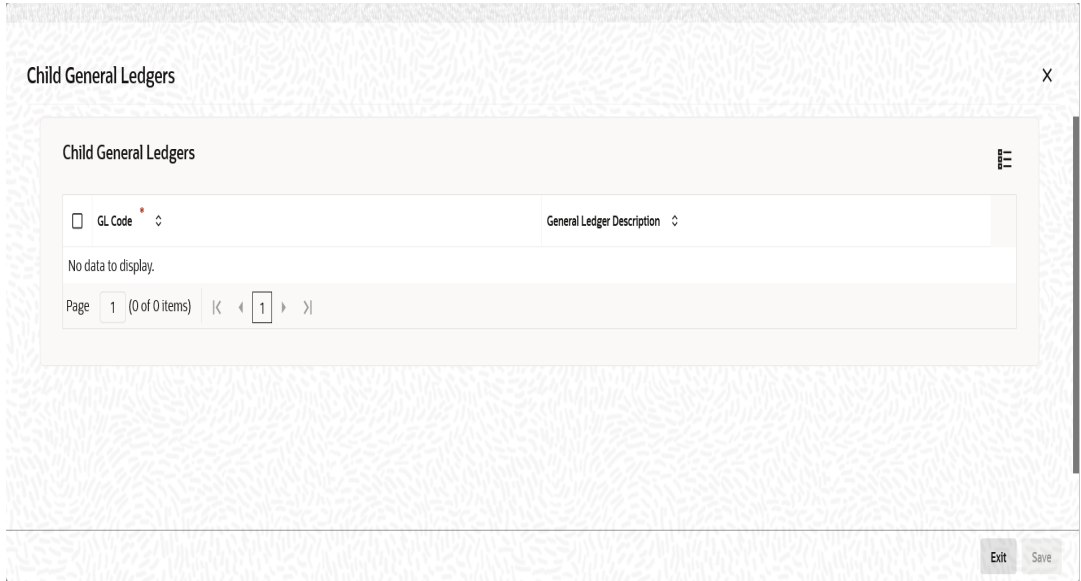 Child General Ledgers X
Child General Ledgers
GL Code * General Ledger Description
No data to display.
Page 1 (0 of 0 items) 1
Exit Save